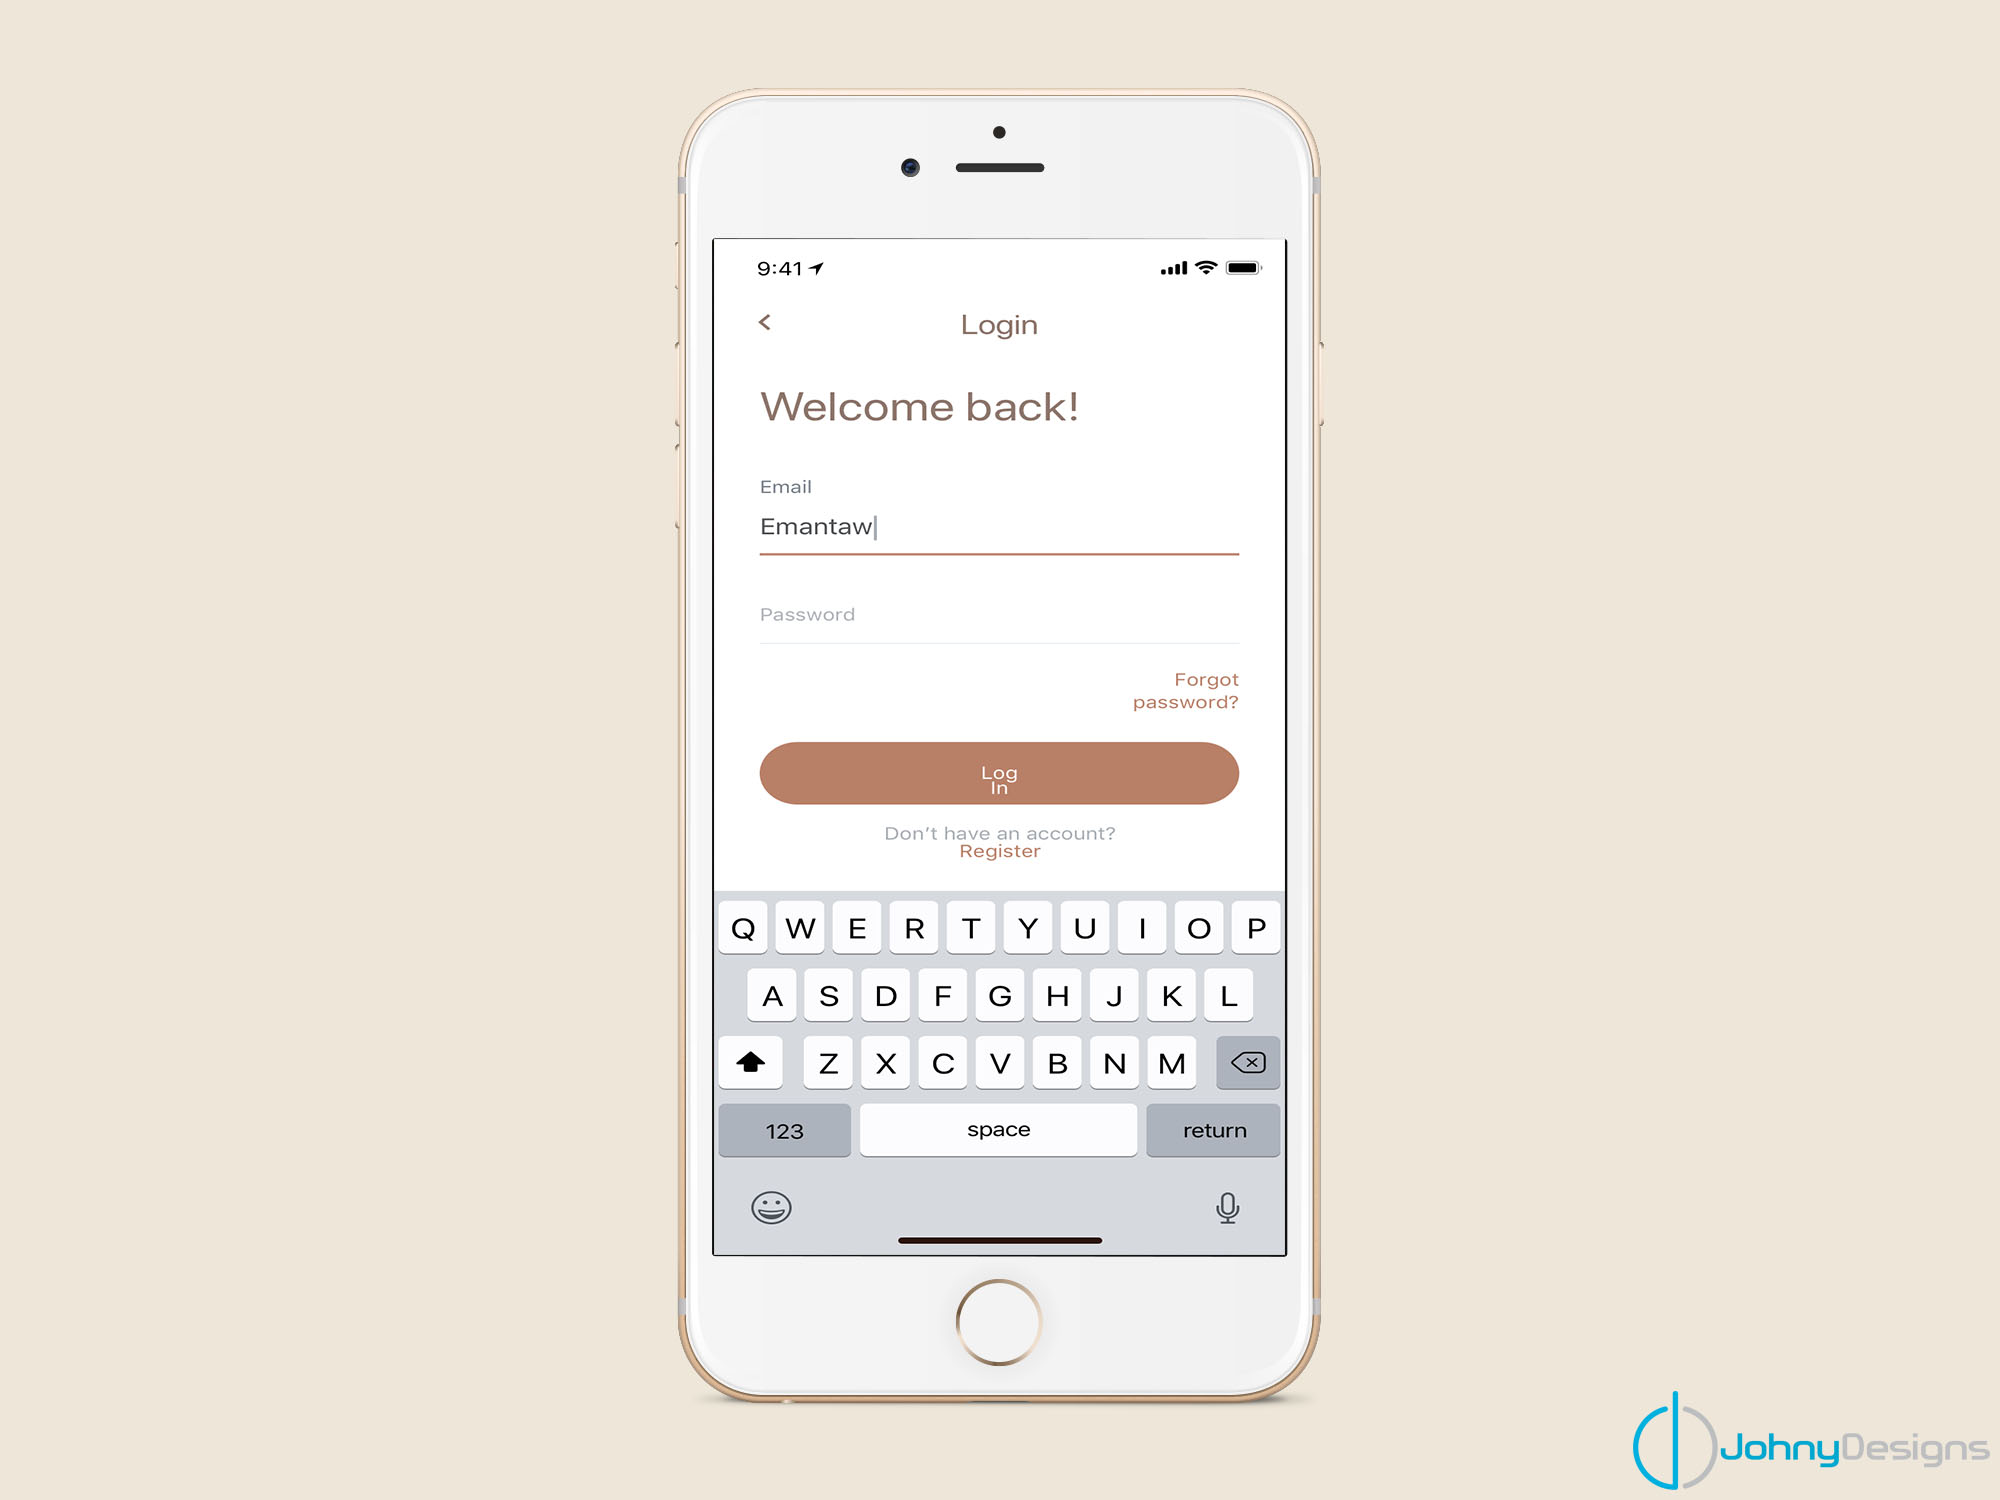 9:41
Login
Welcome back!
Email
Emantaw
Password
Forgot
password?
Log
In
Don't have an account?
Register
Q W E R T Y U I O P
A S D F G H J K L
Z X C V B N M
123 space return
JohnyDesigns